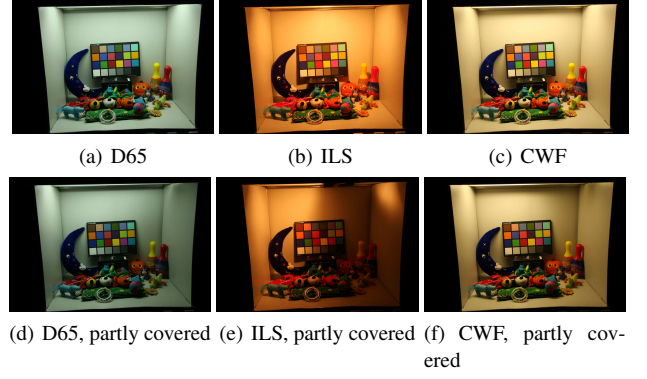 (a) D65
(b) ILS
(c) CWF
(d) D65, partly covered
(e) ILS, partly covered
(f) CWF, partly cov-
ered